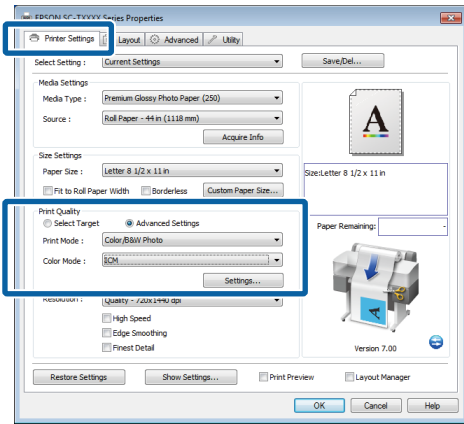 EPSON SC-TXXXX Series Properties
Printer Settings Layout Advanced Utility
Select Setting : Current Settings Save/Del...
Media Settings
Media Type : Premium Glossy Photo Paper (250)
Source : Roll Paper - 44 in (1118 mm)
Acquire Info
A
Size Settings
Paper Size : Letter 8 1/2 x 11 in
Size:Letter 8 1/2 x 11 in
Fit to Roll Paper Width Borderless Custom Paper Size...
Print Quality
Select Target Advanced Settings
Paper Remaining: -
Print Mode : Color/B&W Photo
Color Mode : ICM
Settings...
Resolution : Quality - 720x1440 dpi
High Speed
Edge Smoothing
Finest Detail
A
Version 7.00
Restore Settings Show Settings... Print Preview Layout Manager
OK Cancel Help